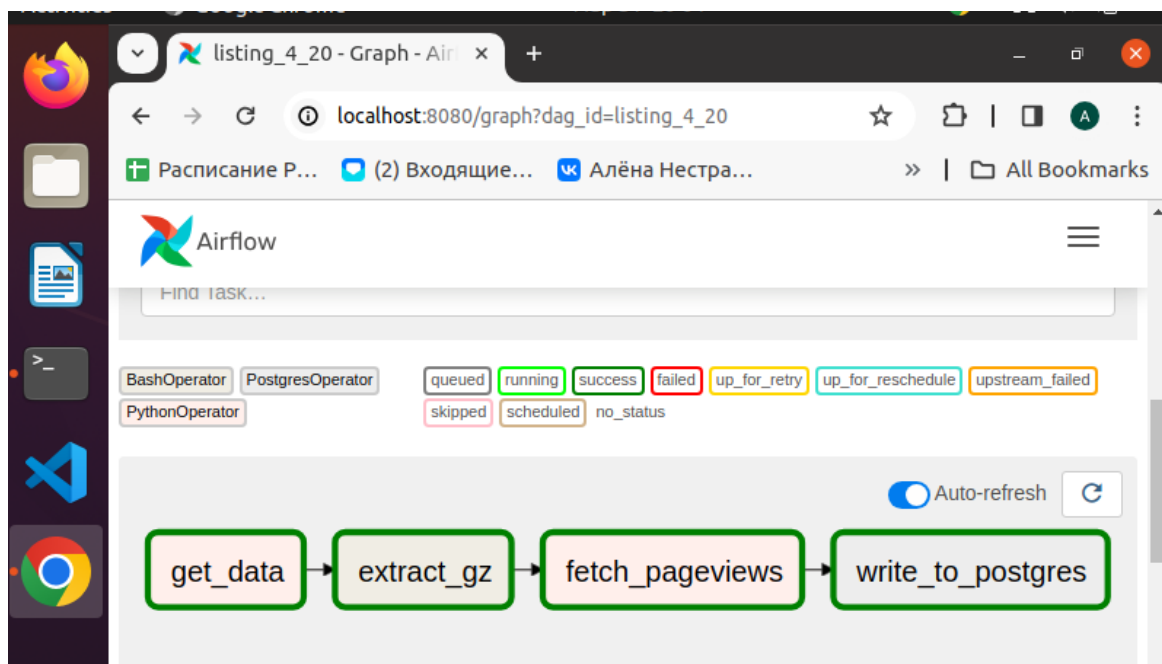 listing_4_20 - Graph - Air
localhost:8080/graph?dag_id=listing_4_20
A
Расписание Р… (2) Входящие… Алёна Нестра… » All Bookmarks
Airflow
Find Task…
BashOperator PostgresOperator queued running success failed up_for_retry up_for_reschedule upstream_failed
PythonOperator skipped scheduled no_status
Auto-refresh
get_data extract_gz fetch_pageviews write_to_postgres